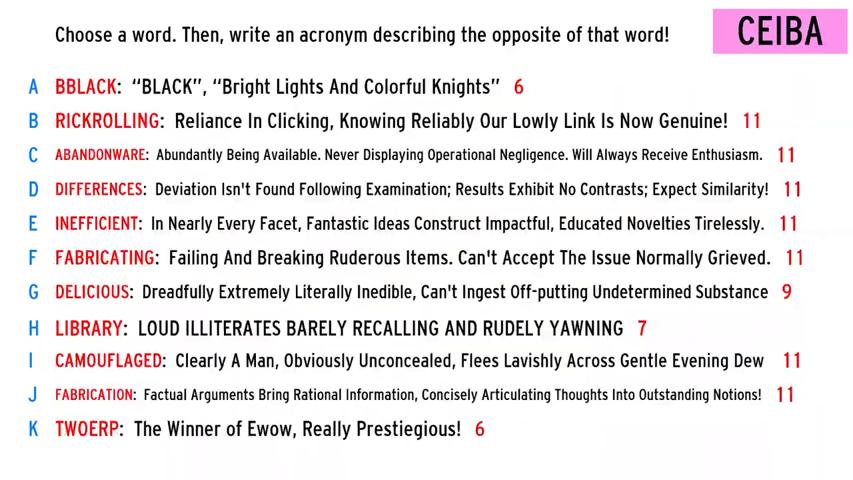 Choose a word. Then, write an acronym describing the opposite of that word!
CEIBA
A BBLACK: “BLACK”, “Bright Lights And Colorful Knights” 6
B RICKROLLING: Reliance In Clicking, Knowing Reliably Our Lowly Link Is Now Genuine! 11
C ABANDONWARE: Abundantly Being Available. Never Displaying Operational Negligence. Will Always Receive Enthusiasm. 11
D DIFFERENCES: Deviation Isn't Found Following Examination; Results Exhibit No Contrasts; Expect Similarity! 11
E INEFFICIENT: In Nearly Every Facet, Fantastic Ideas Construct Impactful, Educated Novelties Tirelessly. 11
F FABRICATING: Failing And Breaking Ruderous Items. Can't Accept The Issue Normally Grieved. 11
G DELICIOUS: Dreadfully Extremely Literally Inedible, Can't Ingest Off-putting Undetermined Substance 9
H LIBRARY: LOUD ILLITERATES BARELY RECALLING AND RUDELY YAWNING 7
I CAMOUFLAGED: Clearly A Man, Obviously Unconcealed, Flees Lavishly Across Gentle Evening Dew 11
J FABRICATION: Factual Arguments Bring Rational Information, Concisely Articulating Thoughts Into Outstanding Notions! 11
K TWOERP: The Winner of Ewow, Really Prestiegious! 6